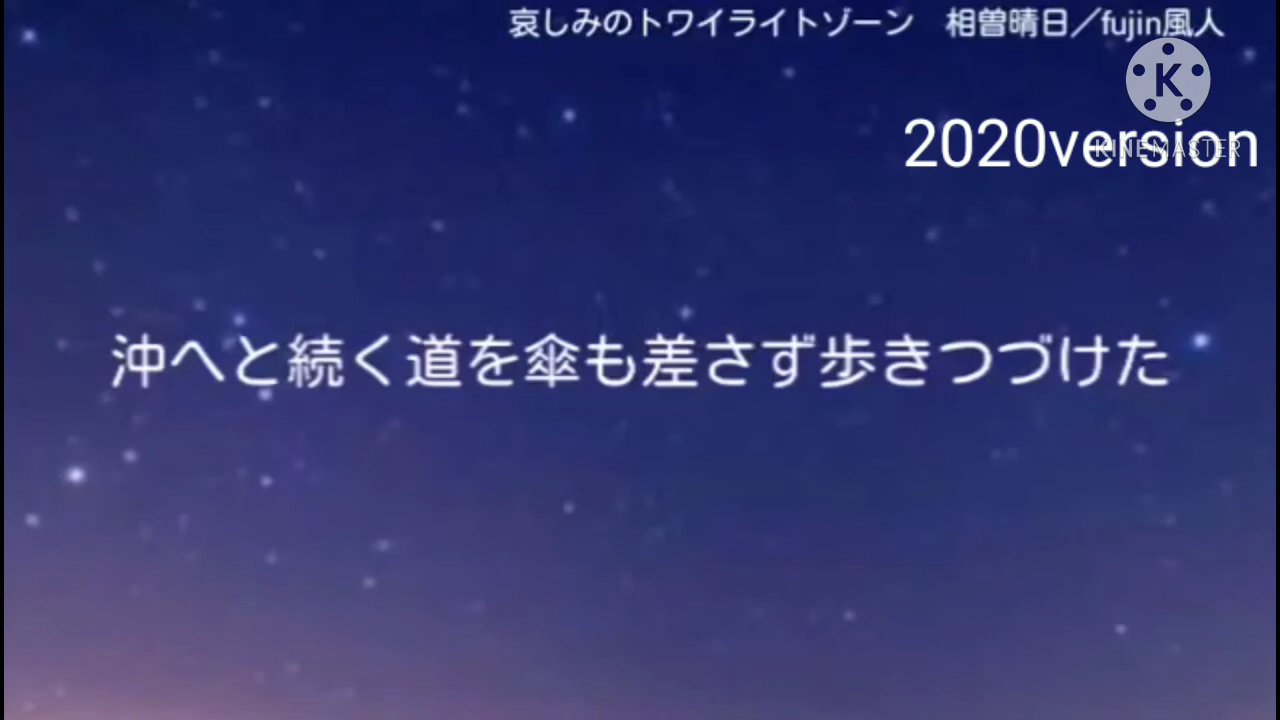 哀しみのトワイライトゾーン　相曽晴日／fujin風人
K
2020version
KINEMASTER
沖へと続く道を傘も差さず歩きつづけた